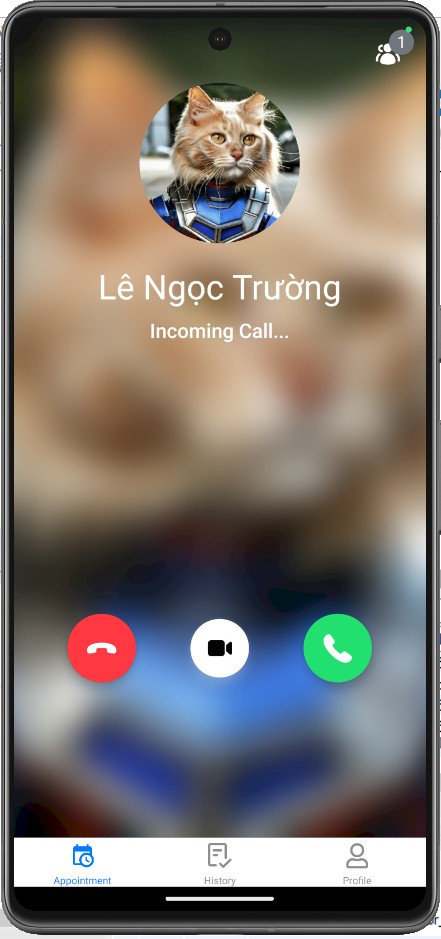 1
Lê Ngọc Trường
Incoming Call...
Appointment
History
Profile